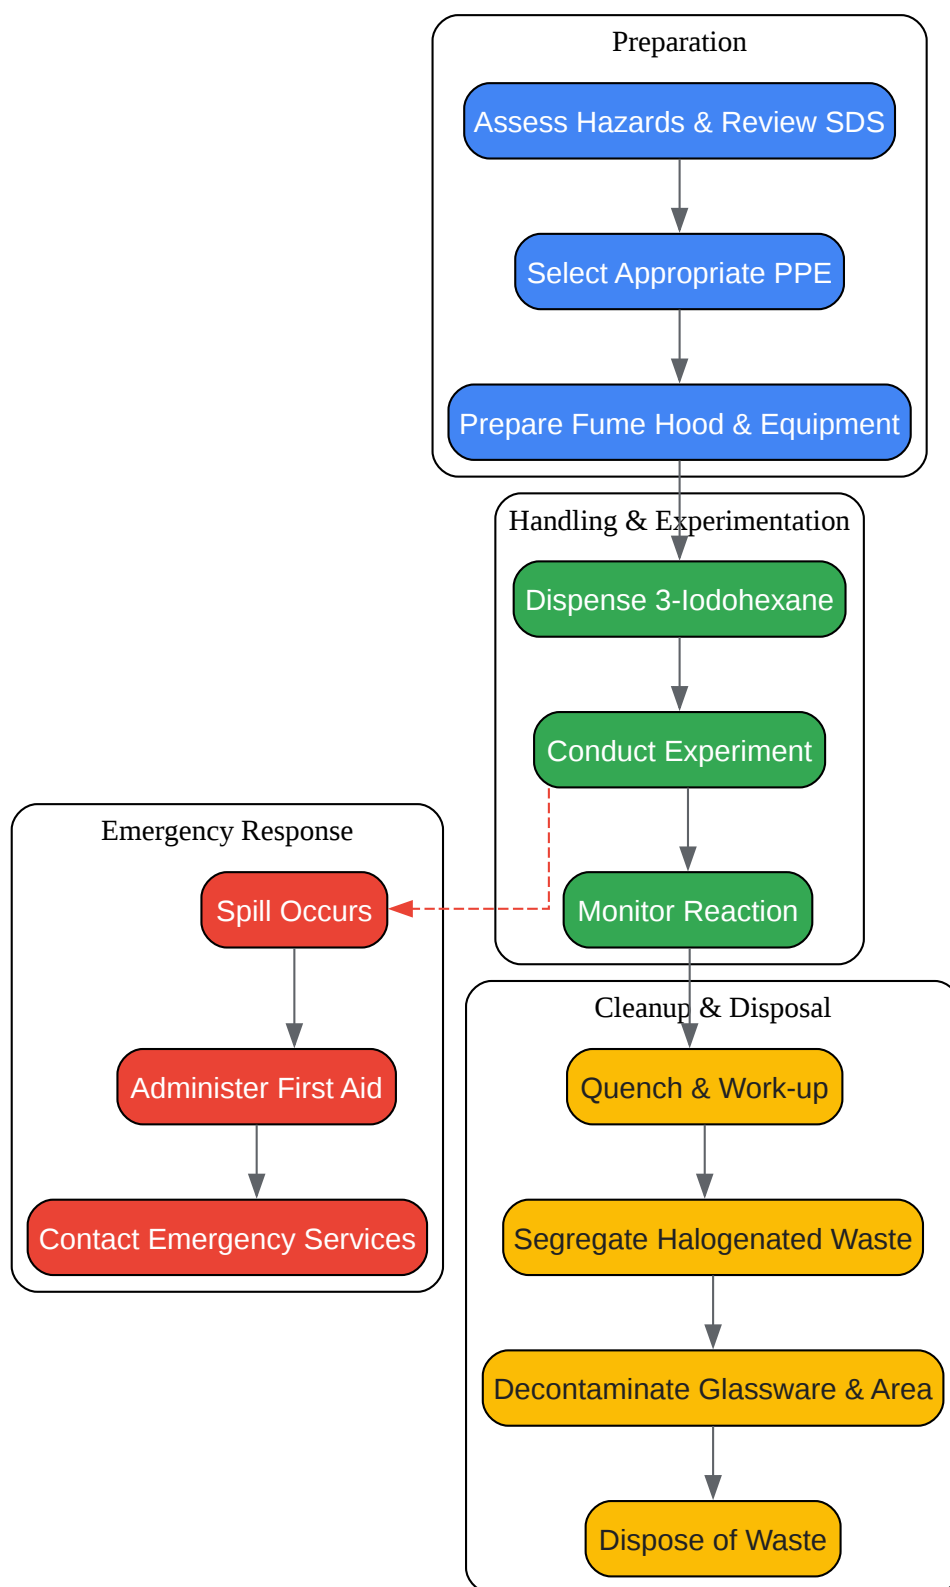 Preparation
Assess Hazards & Review SDS
Select Appropriate PPE
Prepare Fume Hood & Equipment
Handling & Experimentation
Dispense 3-Iodohexane
Conduct Experiment
Monitor Reaction
Emergency Response
Spill Occurs
Administer First Aid
Contact Emergency Services
Cleanup & Disposal
Quench & Work-up
Segregate Halogenated Waste
Decontaminate Glassware & Area
Dispose of Waste